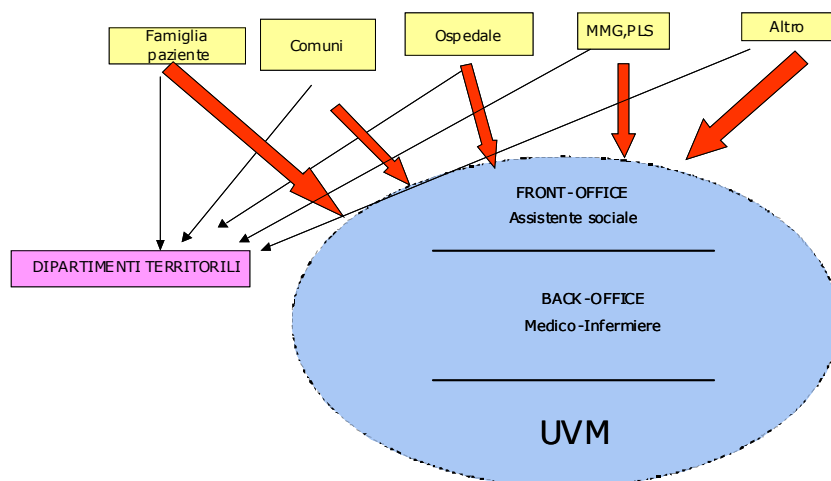 Famiglia
paziente
Comuni
Ospedale
MMG,PLS
Altro
FRONT-OFFICE
Assistente sociale
DIPARTIMENTI TERRITORILI
BACK-OFFICE
Medico-Infermiere
UVM